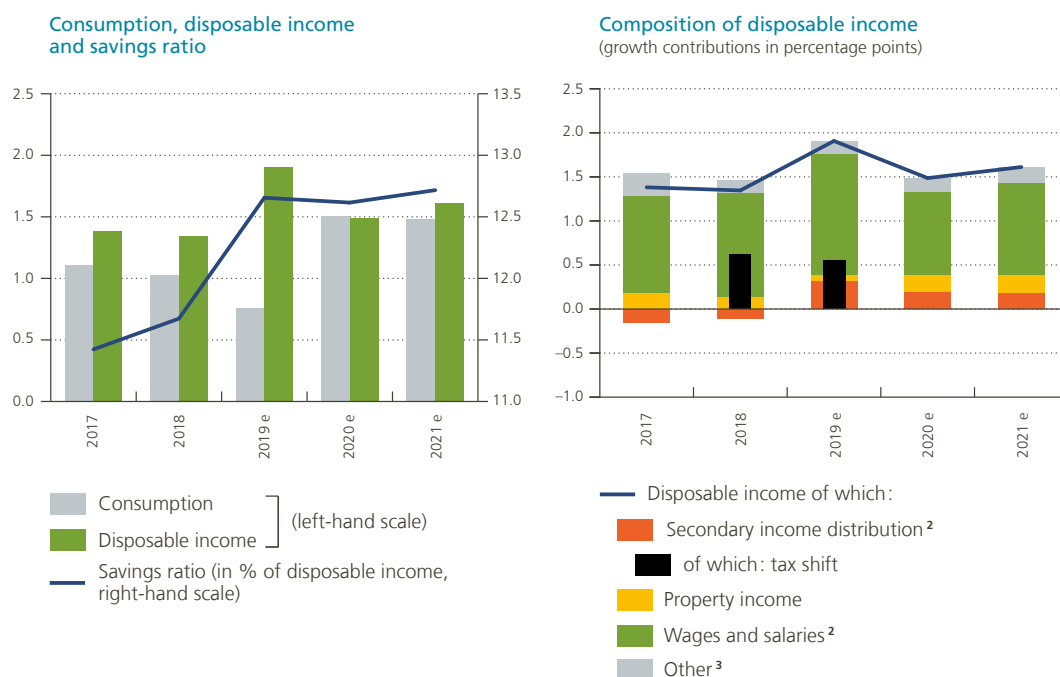 Consumption, disposable income
and savings ratio
2.5
2.0
1.5
1.0
0.5
0.0
13.5
13.0
12.5
12.0
11.5
11.0
2017
2018
2019 e
2020 e
2021 e
Consumption
Disposable income
(left-hand scale)
Savings ratio (in % of disposable income,
right-hand scale)
Composition of disposable income
(growth contributions in percentage points)
2.5
2.0
1.5
1.0
0.5
0.0
–0.5
–1.0
2017
2018
2019 e
2020 e
2021 e
Disposable income of which :
Secondary income distribution ²
of which : tax shift
Property income
Wages and salaries ²
Other ³